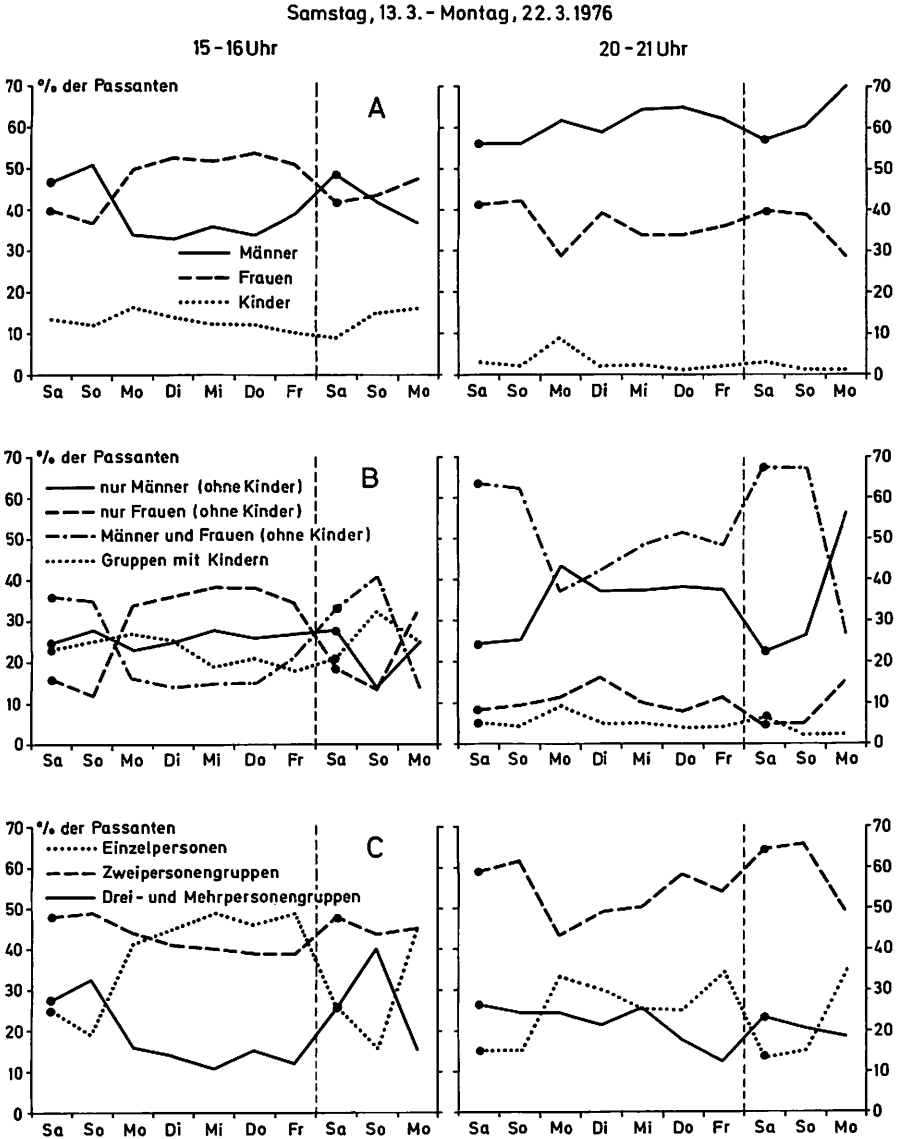 Samstag, 13. 3. – Montag, 22. 3. 1976
15 – 16 Uhr
20 – 21 Uhr
70 % der Passanten
A
60
50
40
30
20
10
0
Männer
Frauen
Kinder
Sa So Mo Di Mi Do Fr Sa So Mo
70
60
50
40
30
20
10
0
Sa So Mo Di Mi Do Fr Sa So Mo
70 % der Passanten
B
60
50
40
30
20
10
0
nur Männer (ohne Kinder)
nur Frauen (ohne Kinder)
Männer und Frauen (ohne Kinder)
Gruppen mit Kindern
Sa So Mo Di Mi Do Fr Sa So Mo
70
60
50
40
30
20
10
0
Sa So Mo Di Mi Do Fr Sa So Mo
70 % der Passanten
C
60
50
40
30
20
10
0
Einzelpersonen
Zweipersonengruppen
Drei- und Mehrpersonengruppen
Sa So Mo Di Mi Do Fr Sa So Mo
70
60
50
40
30
20
10
0
Sa So Mo Di Mi Do Fr Sa So Mo